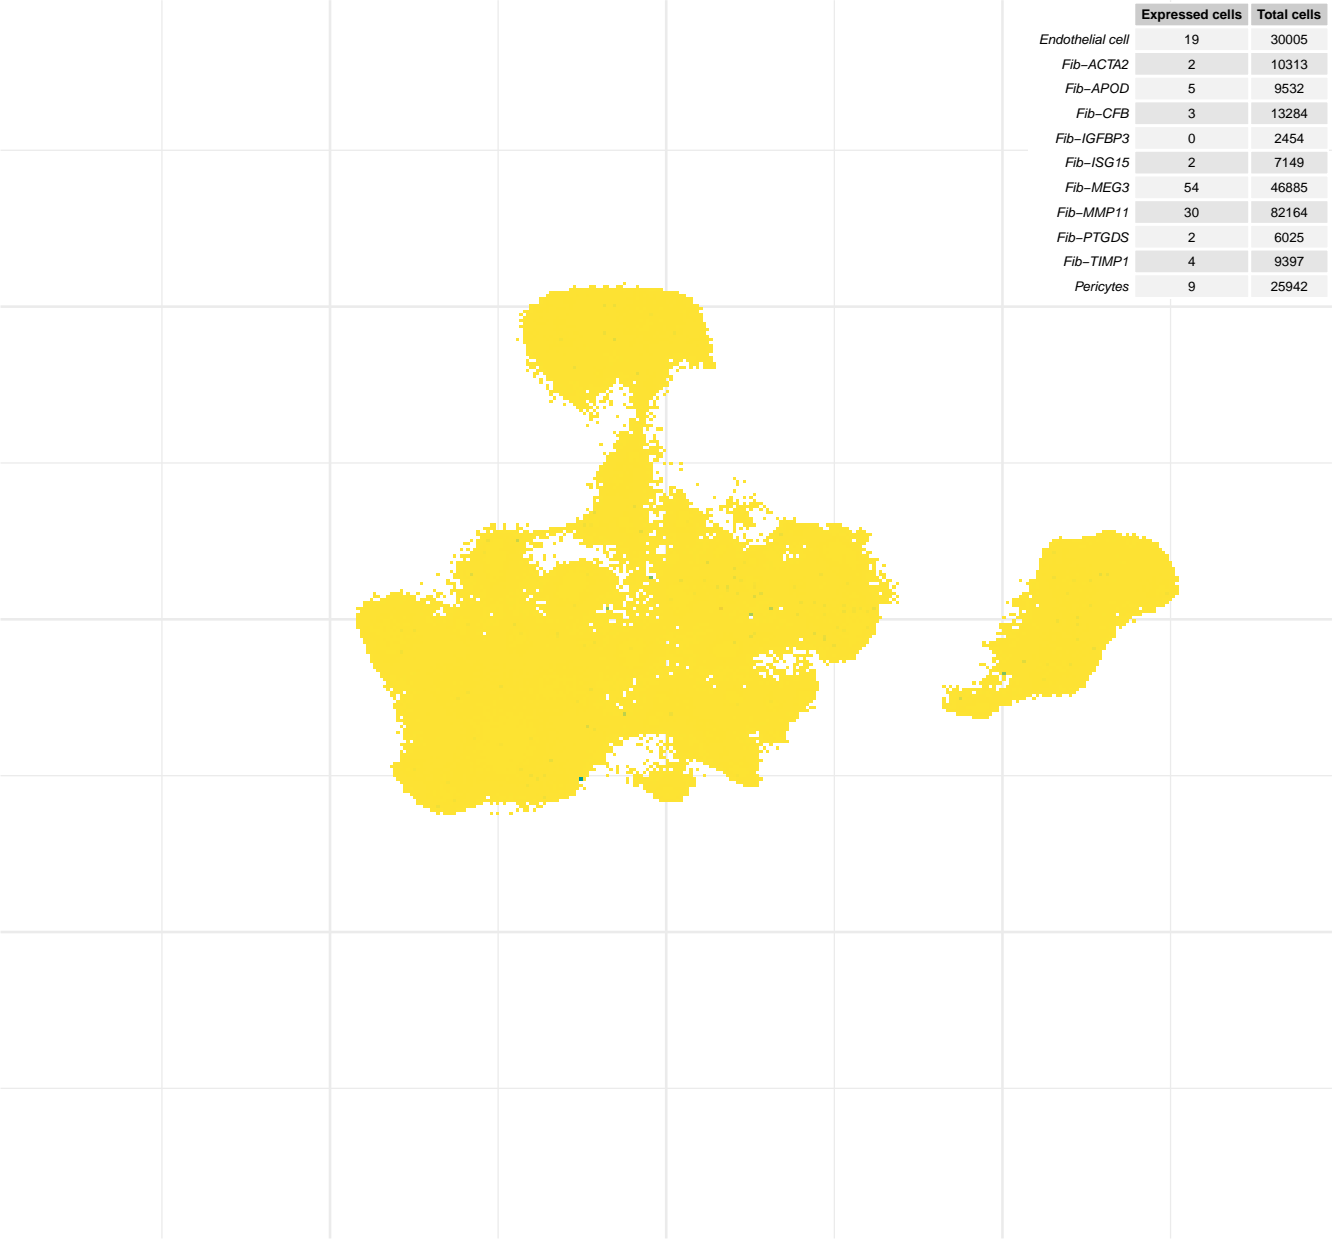 Expressed cells Total cells
Endothelial cell 19 30005
Fib−ACTA2 2 10313
Fib−APOD 5 9532
Fib−CFB 3 13284
Fib−IGFBP3 0 2454
Fib−ISG15 2 7149
Fib−MEG3 54 46885
Fib−MMP11 30 82164
Fib−PTGDS 2 6025
Fib−TIMP1 4 9397
Pericytes 9 25942